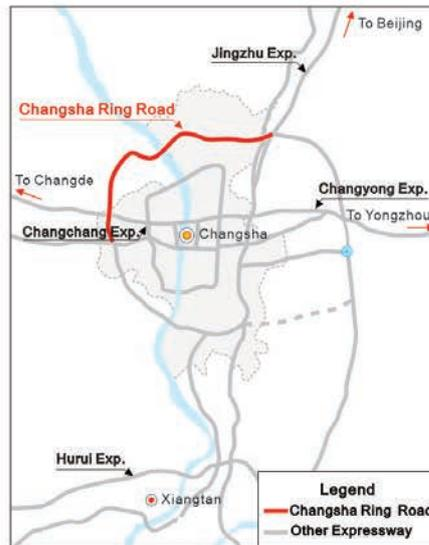 To Beijing
Jingzhu Exp.
Changsha Ring Road
To Changde
Changyong Exp.
To Yongzhou
Changchang Exp.
Changsha
Hurui Exp.
Xiangtan
Legend
Changsha Ring Road
Other Expressway